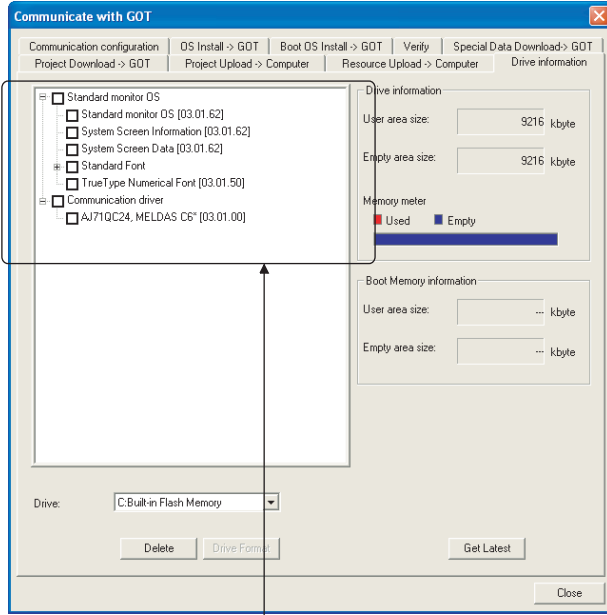 Communicate with GOT
Communication configuration OS Install -> GOT Boot OS Install -> GOT Verify Special Data Download-> GOT
Project Download -> GOT Project Upload -> Computer Resource Upload -> Computer Drive information
Standard monitor OS
Standard monitor OS [03.01.62]
System Screen Information [03.01.62]
System Screen Data [03.01.62]
Standard Font
TrueType Numerical Font [03.01.50]
Communication driver
AJ71QC24, MELDAS C6* [03.01.00]
Drive information
User area size: 9216 kbyte
Empty area size: 9216 kbyte
Memory meter
Used Empty
Boot Memory information
User area size: --- kbyte
Empty area size: --- kbyte
Drive: C:Built-in Flash Memory
Delete Drive Format Get Latest
Close